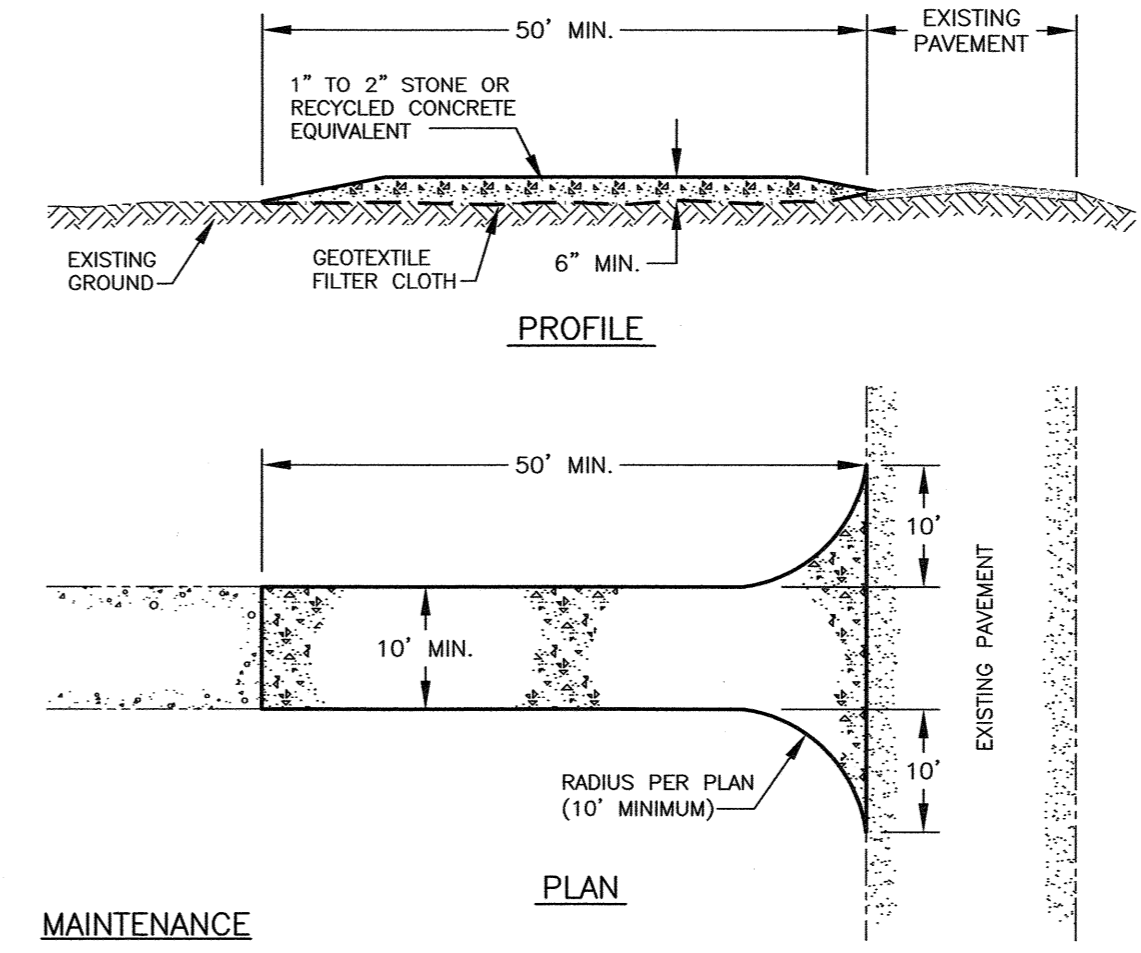 50' MIN.
EXISTING
PAVEMENT
1" TO 2" STONE OR
RECYCLED CONCRETE
EQUIVALENT
EXISTING
GROUND
GEOTEXTILE
FILTER CLOTH
6" MIN.
PROFILE
50' MIN.
10'
10' MIN.
EXISTING PAVEMENT
10'
RADIUS PER PLAN
(10' MINIMUM)
PLAN
MAINTENANCE